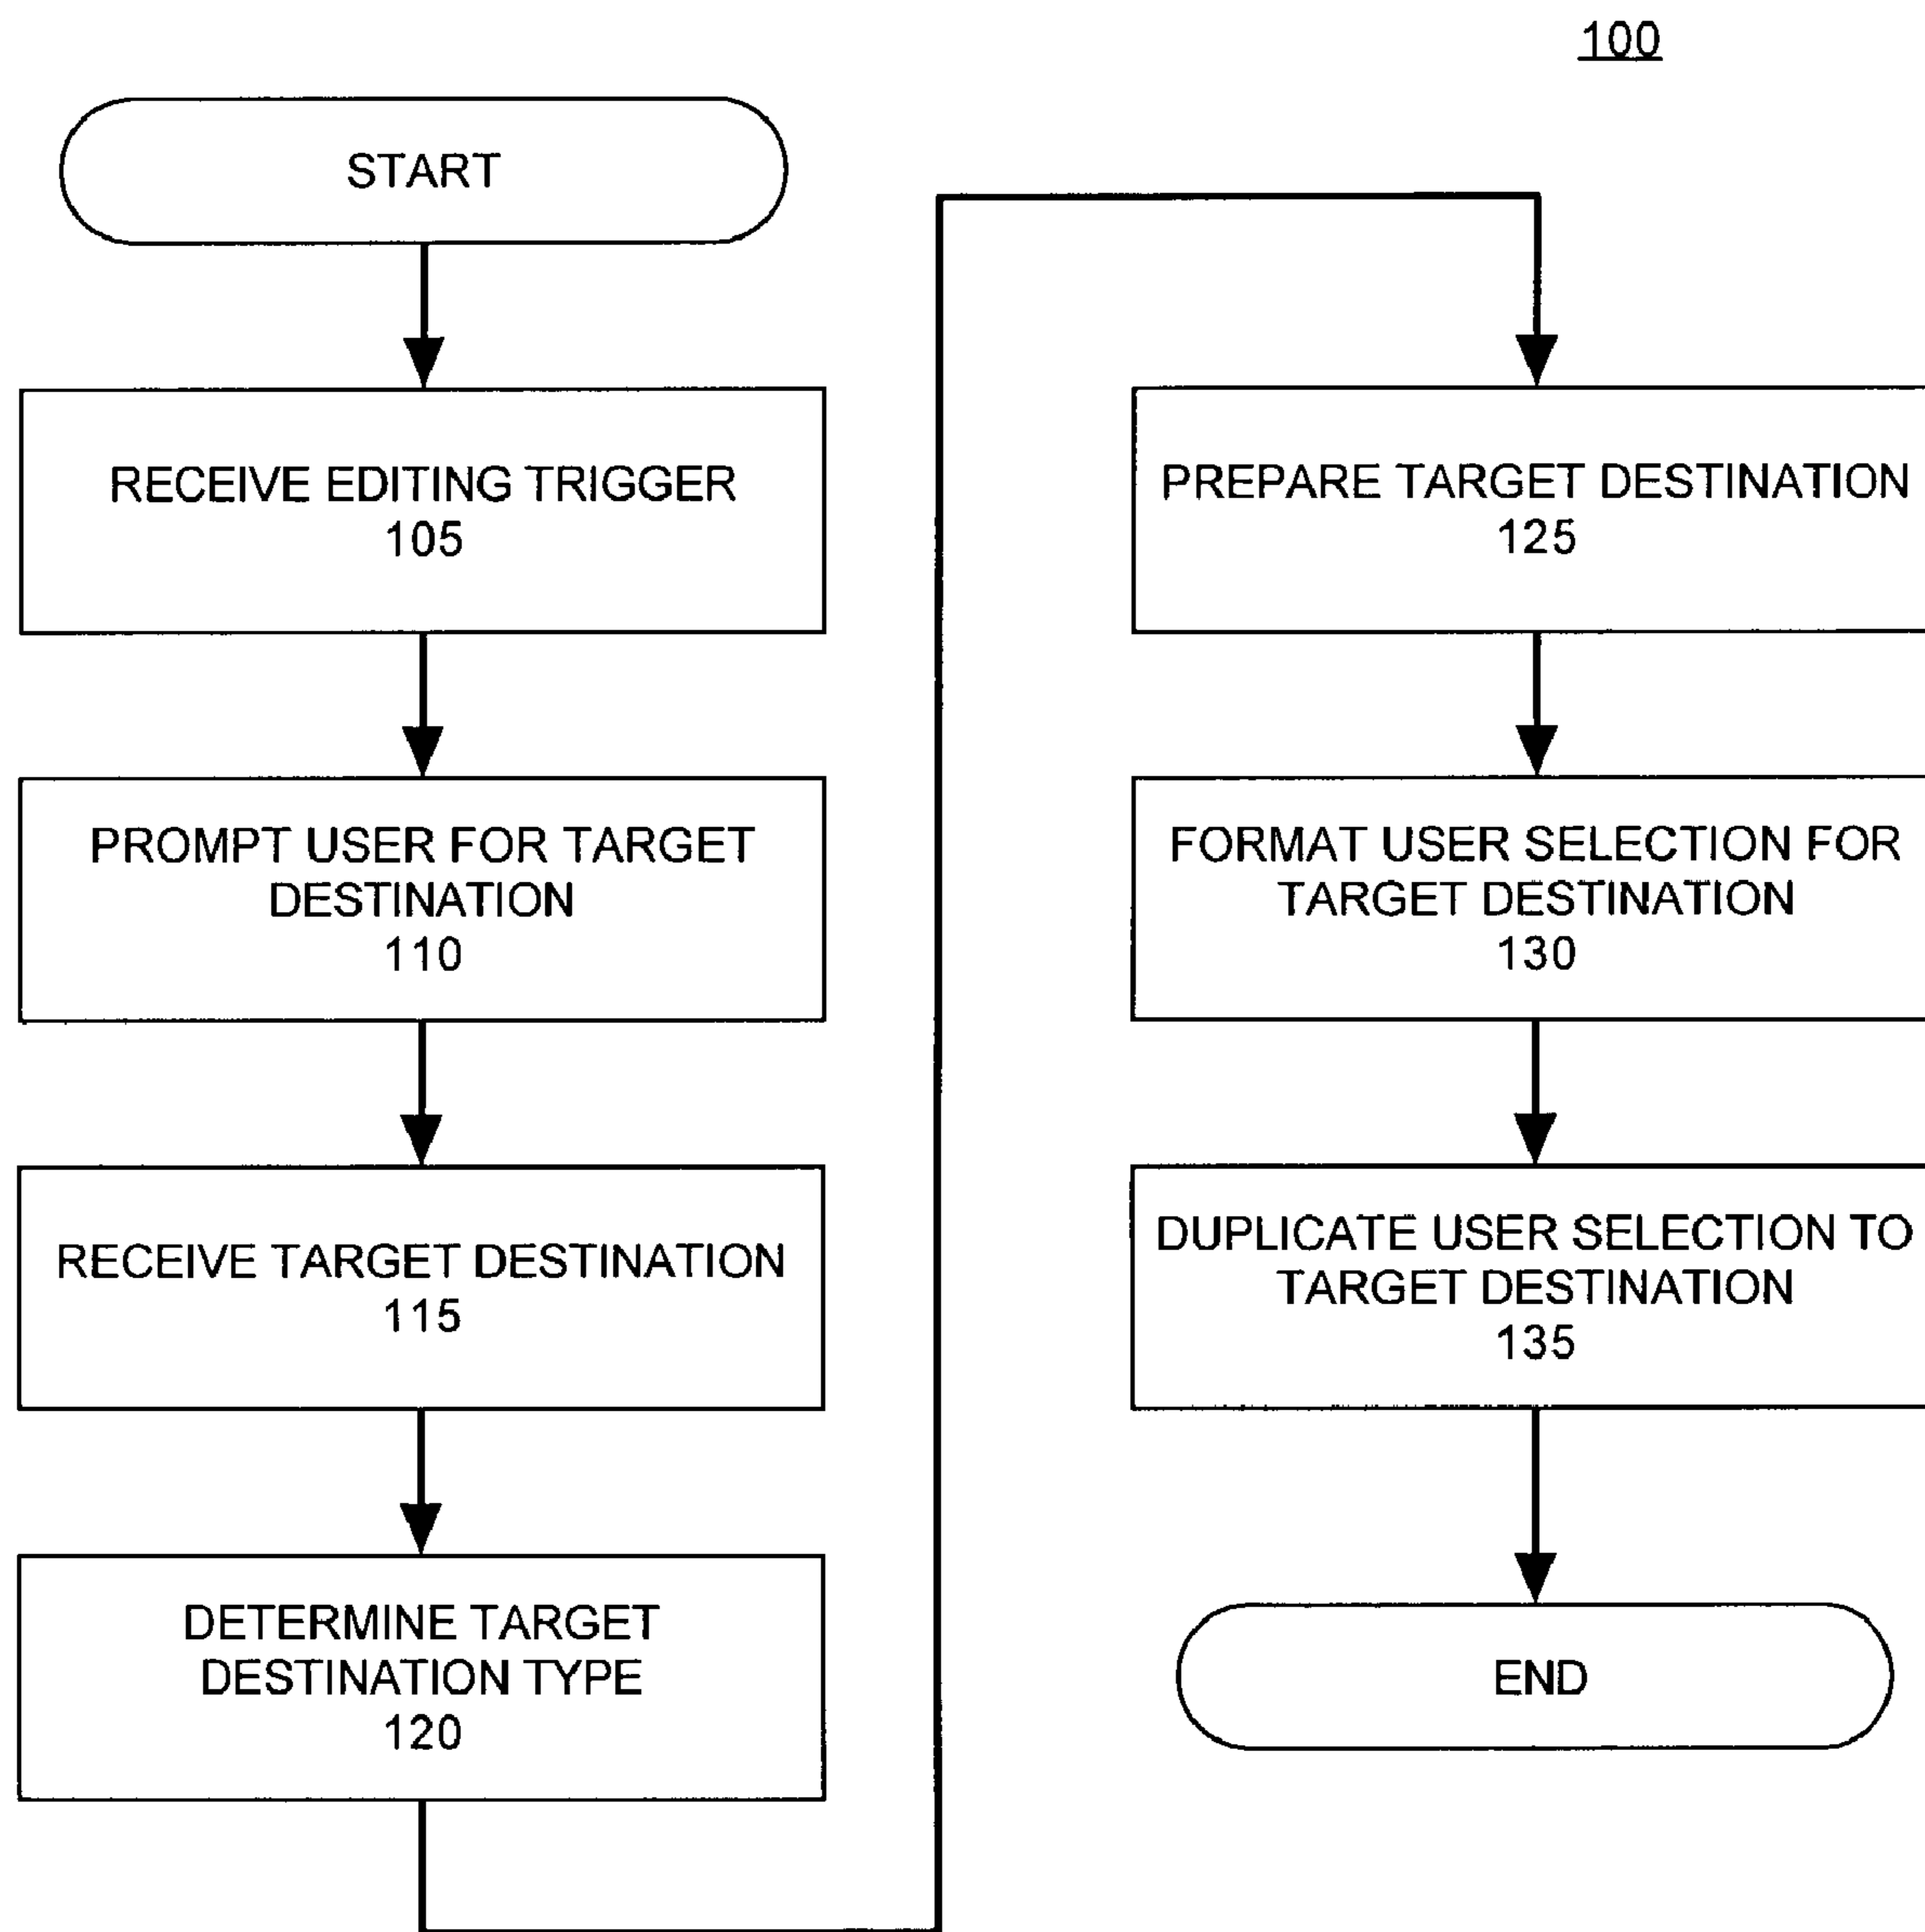 100
START
RECEIVE EDITING TRIGGER
105
PROMPT USER FOR TARGET
DESTINATION
110
RECEIVE TARGET DESTINATION
115
DETERMINE TARGET
DESTINATION TYPE
120
PREPARE TARGET DESTINATION
125
FORMAT USER SELECTION FOR
TARGET DESTINATION
130
DUPLICATE USER SELECTION TO
TARGET DESTINATION
135
END